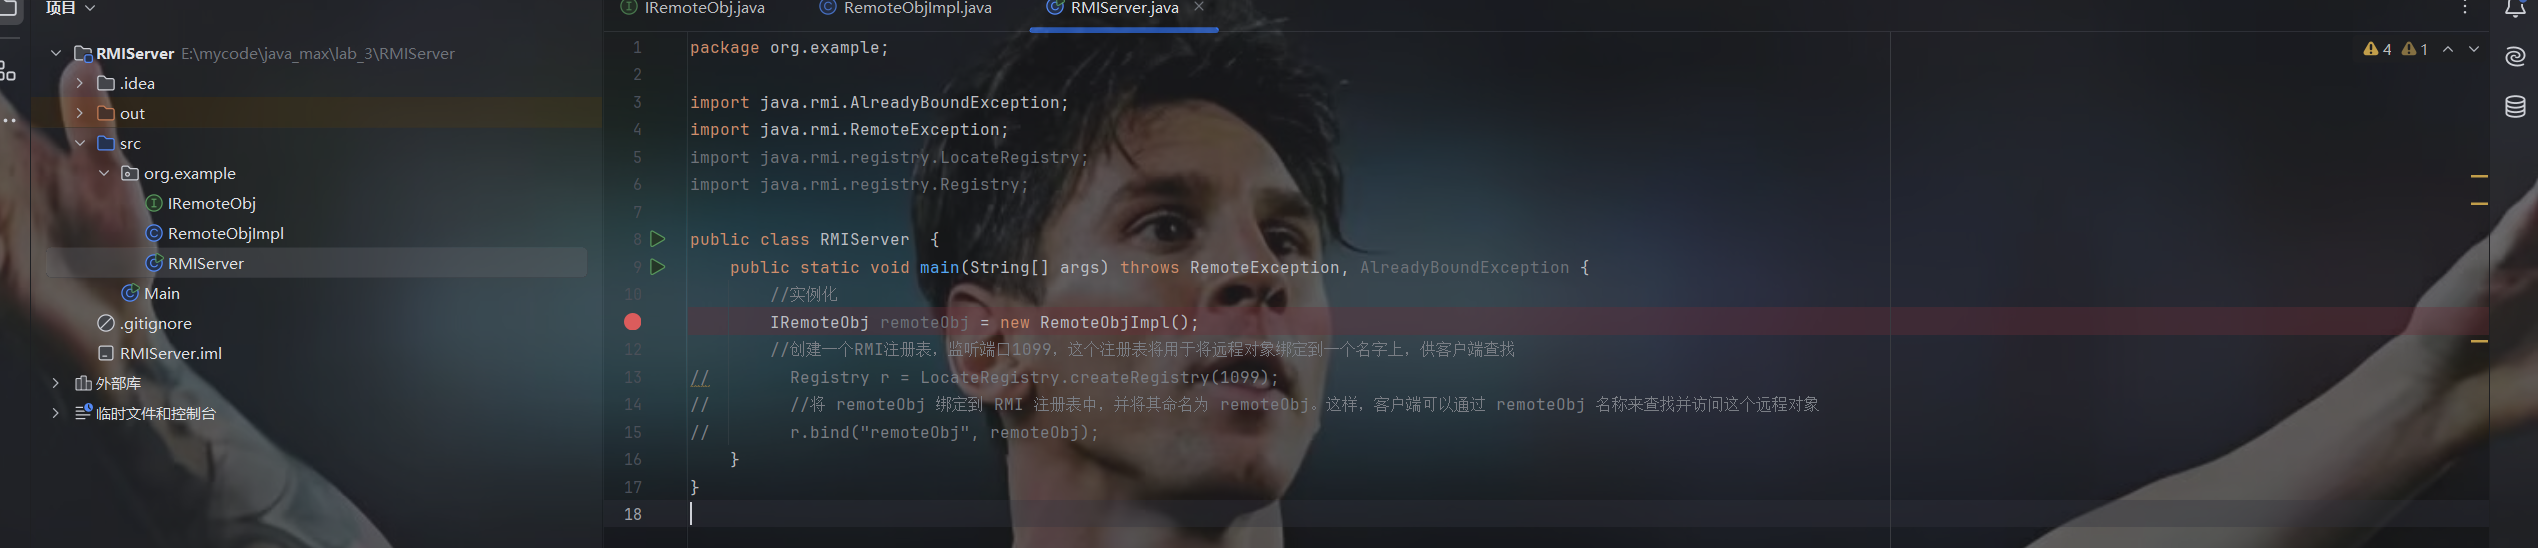 项目
IRemoteObj.java
RemoteObjImpl.java
RMIServer.java
RMIServer E:\mycode\java_max\lab_3\RMIServer
.idea
out
src
org.example
IRemoteObj
RemoteObjImpl
RMIServer
Main
.gitignore
RMIServer.iml
外部库
临时文件和控制台
4 1
1 package org.example;
2
3 import java.rmi.AlreadyBoundException;
4 import java.rmi.RemoteException;
5 import java.rmi.registry.LocateRegistry;
6 import java.rmi.registry.Registry;
7
8 public class RMIServer  {
9 public static void main(String[] args) throws RemoteException, AlreadyBoundException {
10 //实例化
IRemoteObj remoteObj = new RemoteObjImpl();
12 //创建一个RMI注册表，监听端口1099，这个注册表将用于将远程对象绑定到一个名字上，供客户端查找
13 // Registry r = LocateRegistry.createRegistry(1099);
14 // //将 remoteObj 绑定到 RMI 注册表中，并将其命名为 remoteObj。这样，客户端可以通过 remoteObj 名称来查找并访问这个远程对象
15 // r.bind("remoteObj", remoteObj);
16 }
17 }
18